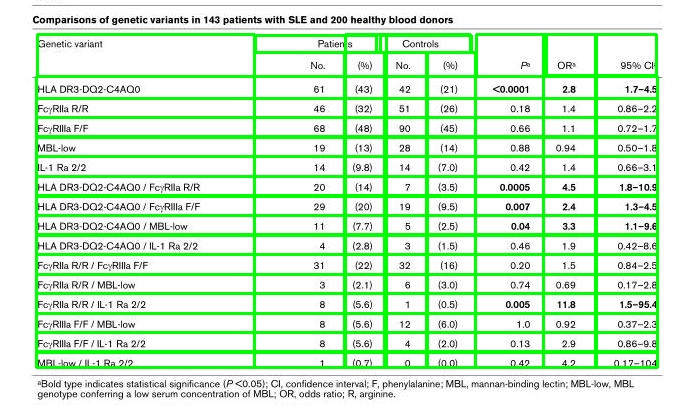 Comparisons of genetic variants in 143 patients with SLE and 200 healthy blood donors
Genetic variant Patients Controls
No. (%) No. (%) Pᵃ ORᵃ 95% CI
HLA DR3-DQ2-C4AQ0 61 (43) 42 (21) <0.0001 2.8 1.7–4.5
FcγRIIa R/R 46 (32) 51 (26) 0.18 1.4 0.86–2.2
FcγRIIIa F/F 68 (48) 90 (45) 0.66 1.1 0.72–1.7
MBL-low 19 (13) 28 (14) 0.88 0.94 0.50–1.8
IL-1 Ra 2/2 14 (9.8) 14 (7.0) 0.42 1.4 0.66–3.1
HLA DR3-DQ2-C4AQ0 / FcγRIIa R/R 20 (14) 7 (3.5) 0.0005 4.5 1.8–10.9
HLA DR3-DQ2-C4AQ0 / FcγRIIIa F/F 29 (20) 19 (9.5) 0.007 2.4 1.3–4.5
HLA DR3-DQ2-C4AQ0 / MBL-low 11 (7.7) 5 (2.5) 0.04 3.3 1.1–9.6
HLA DR3-DQ2-C4AQ0 / IL-1 Ra 2/2 4 (2.8) 3 (1.5) 0.46 1.9 0.42–8.6
FcγRIIa R/R / FcγRIIIa F/F 31 (22) 32 (16) 0.20 1.5 0.84–2.5
FcγRIIa R/R / MBL-low 3 (2.1) 6 (3.0) 0.74 0.69 0.17–2.8
FcγRIIa R/R / IL-1 Ra 2/2 8 (5.6) 1 (0.5) 0.005 11.8 1.5–95.4
FcγRIIIa F/F / MBL-low 8 (5.6) 12 (6.0) 1.0 0.92 0.37–2.3
FcγRIIIa F/F / IL-1 Ra 2/2 8 (5.6) 4 (2.0) 0.13 2.9 0.86–9.8
MBL-low / IL-1 Ra 2/2 1 (0.7) 0 (0.0) 0.42 4.2 0.17–104
ᵃBold type indicates statistical significance (P <0.05); CI, confidence interval; F, phenylalanine; MBL, mannan-binding lectin; MBL-low, MBL
genotype conferring a low serum concentration of MBL; OR, odds ratio; R, arginine.